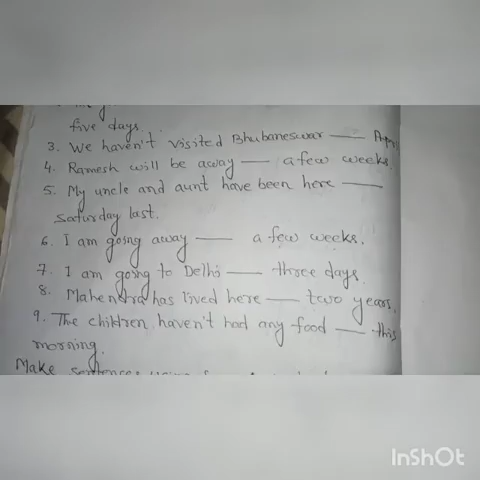 five days.
3. We haven't visited Bhubaneswar —
4. Ramesh will be away — a few weeks.
5. My uncle and aunt have been here —
Saturday last.
6. I am going away — a few weeks.
7. I am going to Delhi — three days.
8. Mahendra has lived here — two years.
9. The children haven't had any food — this
morning.
Make sentences
InShOt